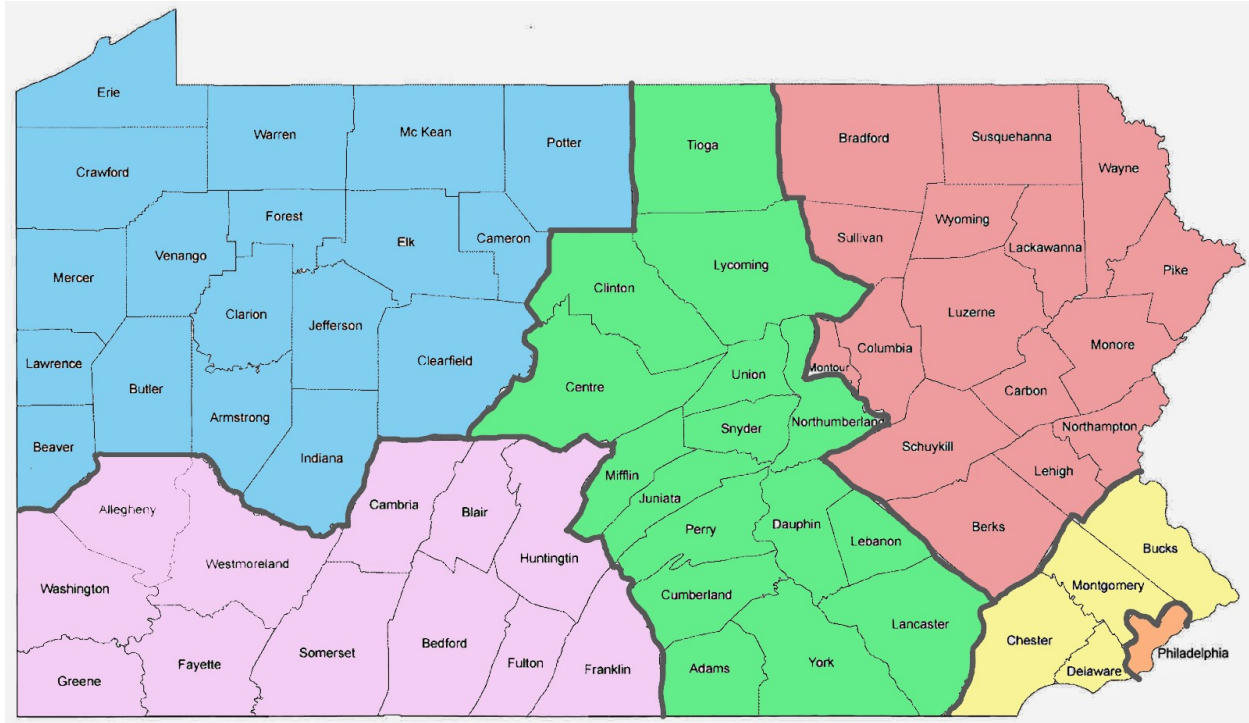 Erie
Warren
Mc Kean
Potter
Tioga
Bradford
Susquehanna
Wayne
Crawford
Forest
Elk
Cameron
Sullivan
Wyoming
Lackawanna
Pike
Mercer
Venango
Clarion
Jefferson
Clinton
Lycoming
Luzerne
Monore
Lawrence
Butler
Clearfield
Centre
Union
Montour
Columbia
Carbon
Beaver
Armstrong
Indiana
Snyder
Northumberland
Schuykill
Northampton
Lehigh
Mifflin
Juniata
Allegheny
Cambria
Blair
Huntingtin
Perry
Dauphin
Lebanon
Berks
Bucks
Washington
Westmoreland
Cumberland
Montgomery
Greene
Fayette
Somerset
Bedford
Fulton
Franklin
Adams
York
Lancaster
Chester
Delaware
Philadelphia